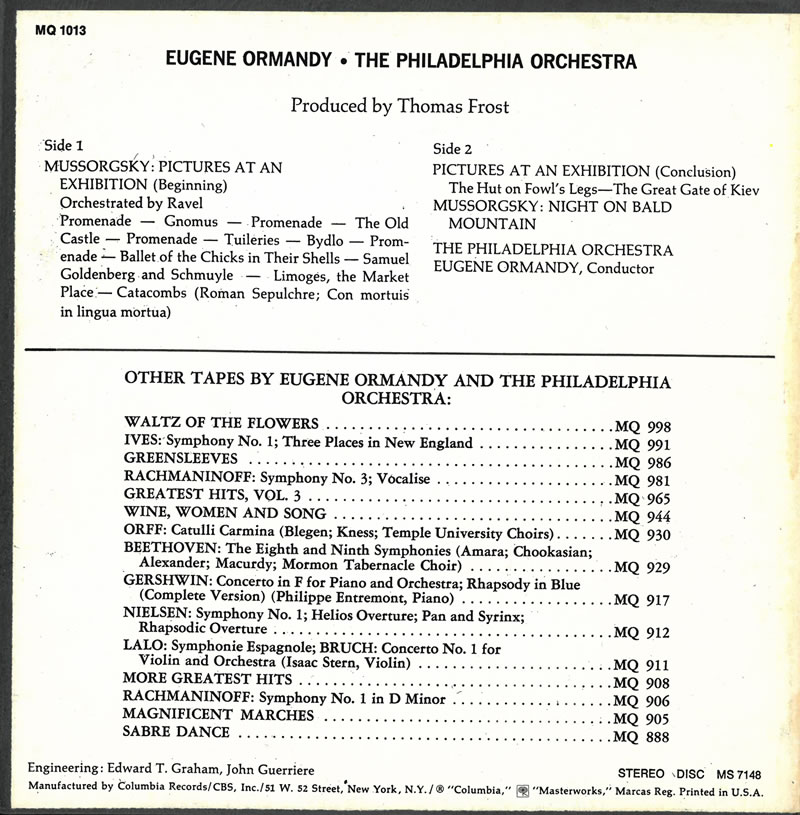 MQ 1013
EUGENE ORMANDY • THE PHILADELPHIA ORCHESTRA
Produced by Thomas Frost
Side 1
MUSSORGSKY: PICTURES AT AN
EXHIBITION (Beginning)
Orchestrated by Ravel
Promenade — Gnomus — Promenade — The Old
Castle — Promenade — Tuileries — Bydlo — Prom-
enade — Ballet of the Chicks in Their Shells — Samuel
Goldenberg and Schmuyle — Limoges, the Market
Place — Catacombs (Roman Sepulchre; Con mortuis
in lingua mortua)
Side 2
PICTURES AT AN EXHIBITION (Conclusion)
The Hut on Fowl's Legs—The Great Gate of Kiev
MUSSORGSKY: NIGHT ON BALD
MOUNTAIN
THE PHILADELPHIA ORCHESTRA
EUGENE ORMANDY, Conductor
OTHER TAPES BY EUGENE ORMANDY AND THE PHILADELPHIA
ORCHESTRA:
WALTZ OF THE FLOWERS . . . . . . . . . . MQ 998
IVES: Symphony No. 1; Three Places in New England . . . . . . . . . . MQ 991
GREENSLEEVES . . . . . . . . . . MQ 986
RACHMANINOFF: Symphony No. 3; Vocalise . . . . . . . . . . MQ 981
GREATEST HITS, VOL. 3 . . . . . . . . . . MQ 965
WINE, WOMEN AND SONG . . . . . . . . . . MQ 944
ORFF: Catulli Carmina (Blegen; Kness; Temple University Choirs) . . . . . . . MQ 930
BEETHOVEN: The Eighth and Ninth Symphonies (Amara; Chookasian;
Alexander; Macurdy; Mormon Tabernacle Choir) . . . . . . . . . . MQ 929
GERSHWIN: Concerto in F for Piano and Orchestra; Rhapsody in Blue
(Complete Version) (Philippe Entremont, Piano) . . . . . . . . . . MQ 917
NIELSEN: Symphony No. 1; Helios Overture; Pan and Syrinx;
Rhapsodic Overture . . . . . . . . . . MQ 912
LALO: Symphonie Espagnole; BRUCH: Concerto No. 1 for
Violin and Orchestra (Isaac Stern, Violin) . . . . . . . . . . MQ 911
MORE GREATEST HITS . . . . . . . . . . MQ 908
RACHMANINOFF: Symphony No. 1 in D Minor . . . . . . . . . . MQ 906
MAGNIFICENT MARCHES . . . . . . . . . . MQ 905
SABRE DANCE . . . . . . . . . . MQ 888
Engineering: Edward T. Graham, John Guerriere
STEREO DISC MS 7148
Manufactured by Columbia Records/CBS, Inc./51 W. 52 Street, New York, N.Y./® "Columbia," "Masterworks," Marcas Reg. Printed in U.S.A.